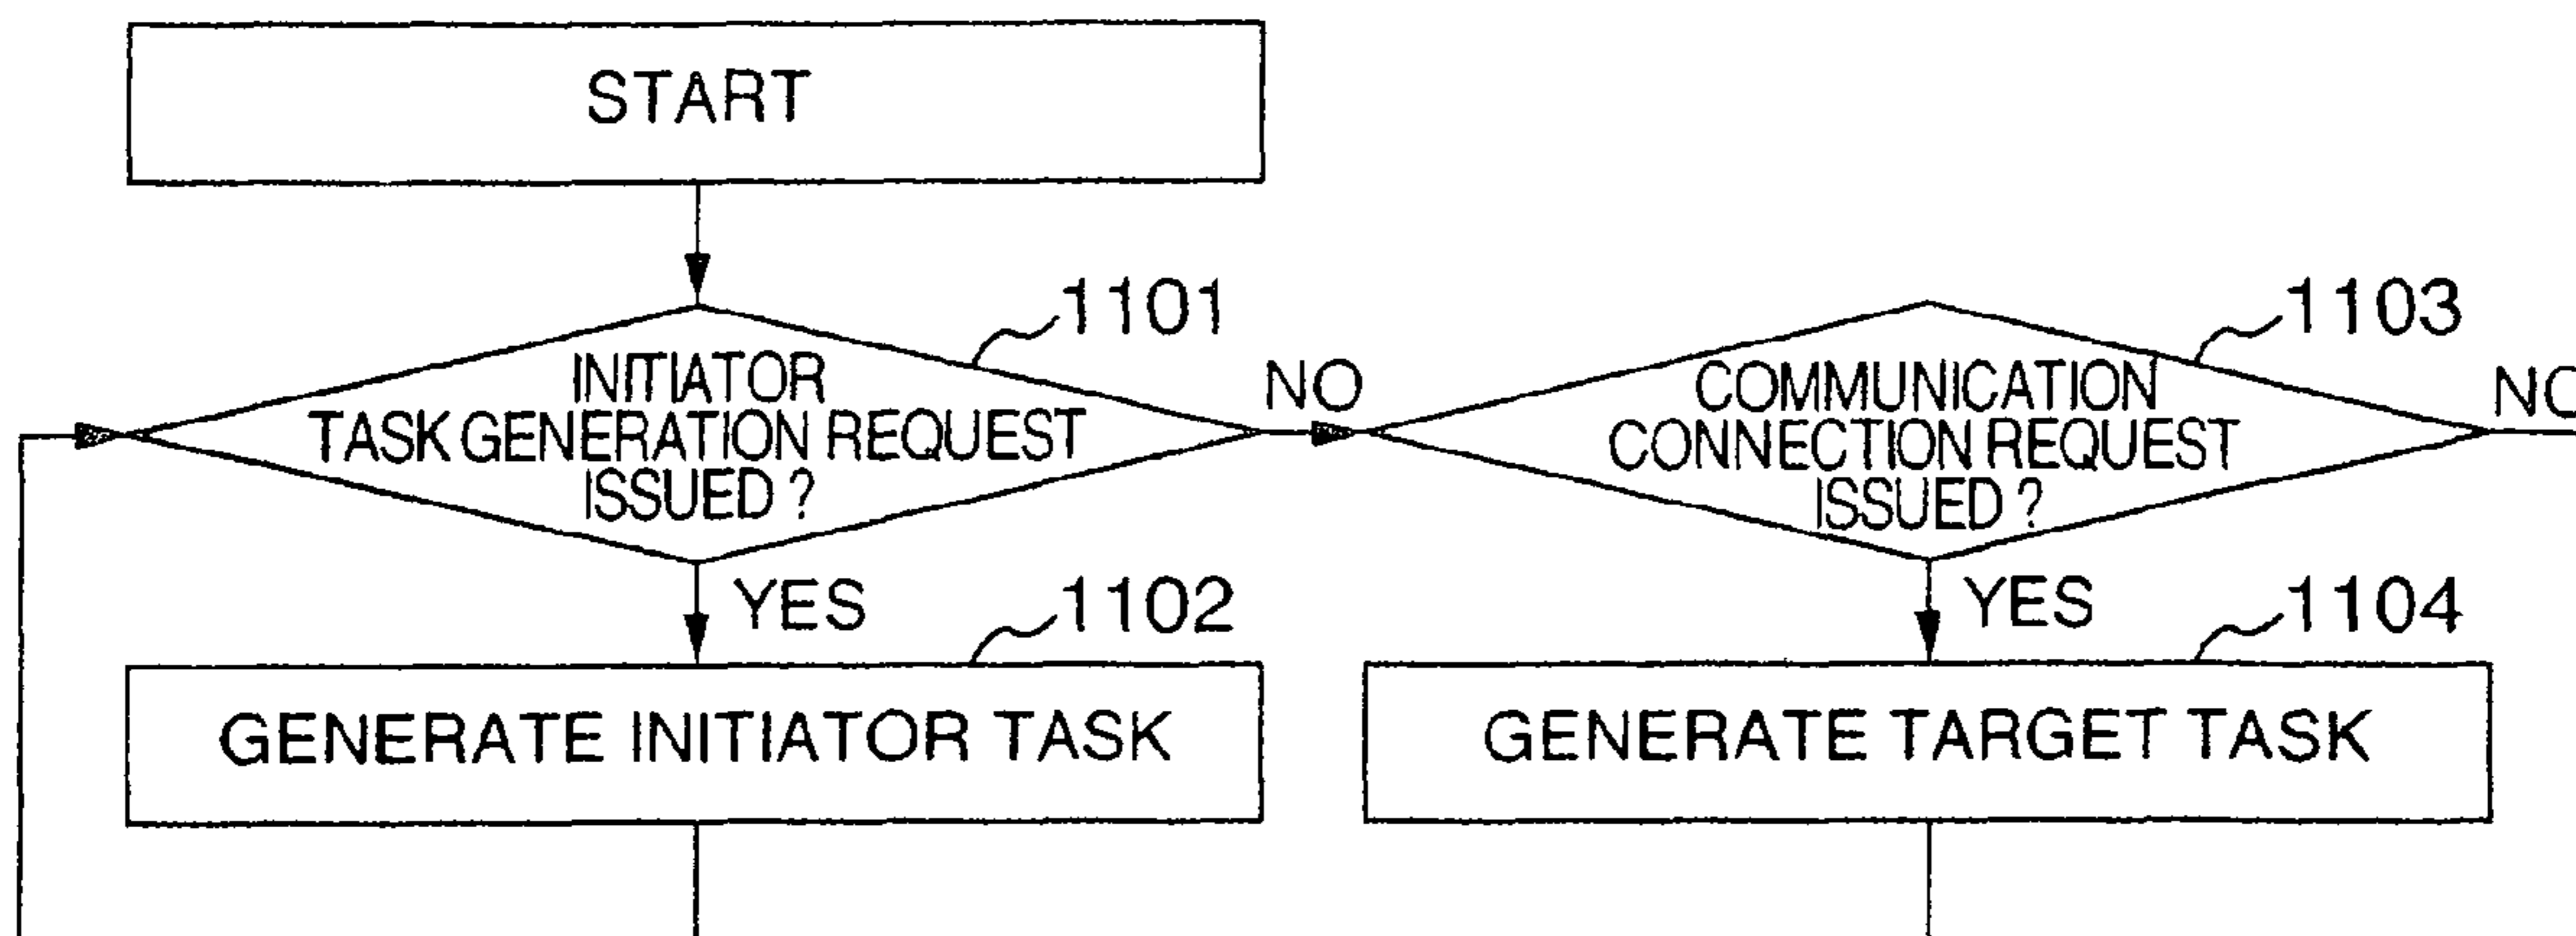 START
1101
INITIATOR
TASK GENERATION REQUEST
ISSUED ?
NO
1103
COMMUNICATION
CONNECTION REQUEST
ISSUED ?
NO
YES
1102
GENERATE INITIATOR TASK
YES
1104
GENERATE TARGET TASK